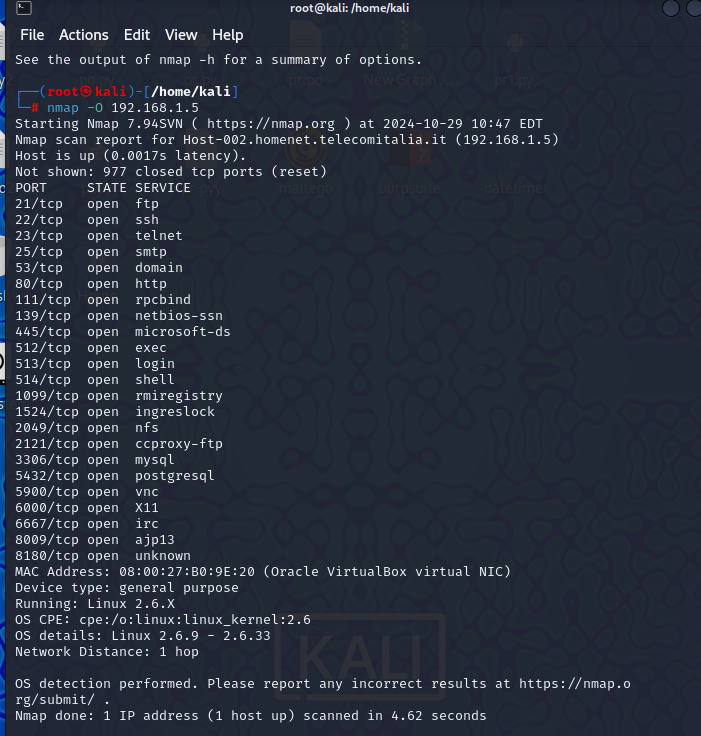 root@kali: /home/kali
File Actions Edit View Help
See the output of nmap -h for a summary of options.
┌──(root㉿kali)-[/home/kali]
└─# nmap -O 192.168.1.5
Starting Nmap 7.94SVN ( https://nmap.org ) at 2024-10-29 10:47 EDT
Nmap scan report for Host-002.homenet.telecomitalia.it (192.168.1.5)
Host is up (0.0017s latency).
Not shown: 977 closed tcp ports (reset)
PORT     STATE SERVICE
21/tcp   open  ftp
22/tcp   open  ssh
23/tcp   open  telnet
25/tcp   open  smtp
53/tcp   open  domain
80/tcp   open  http
111/tcp  open  rpcbind
139/tcp  open  netbios-ssn
445/tcp  open  microsoft-ds
512/tcp  open  exec
513/tcp  open  login
514/tcp  open  shell
1099/tcp open  rmiregistry
1524/tcp open  ingreslock
2049/tcp open  nfs
2121/tcp open  ccproxy-ftp
3306/tcp open  mysql
5432/tcp open  postgresql
5900/tcp open  vnc
6000/tcp open  X11
6667/tcp open  irc
8009/tcp open  ajp13
8180/tcp open  unknown
MAC Address: 08:00:27:B0:9E:20 (Oracle VirtualBox virtual NIC)
Device type: general purpose
Running: Linux 2.6.X
OS CPE: cpe:/o:linux:linux_kernel:2.6
OS details: Linux 2.6.9 - 2.6.33
Network Distance: 1 hop
KALI
OS detection performed. Please report any incorrect results at https://nmap.o
rg/submit/ .
Nmap done: 1 IP address (1 host up) scanned in 4.62 seconds